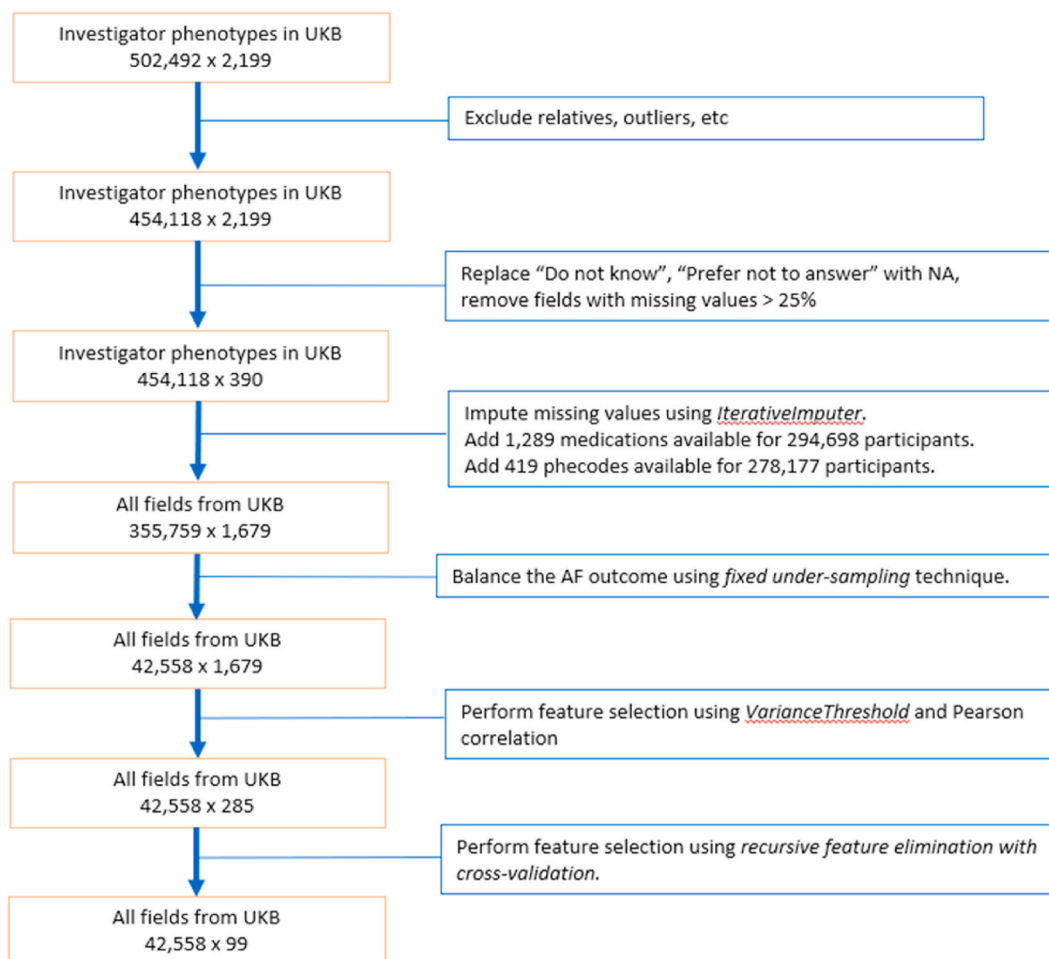 Investigator phenotypes in UKB
502,492 x 2,199
Exclude relatives, outliers, etc
Investigator phenotypes in UKB
454,118 x 2,199
Replace “Do not know”, “Prefer not to answer” with NA,
remove fields with missing values > 25%
Investigator phenotypes in UKB
454,118 x 390
Impute missing values using IterativeImputer.
Add 1,289 medications available for 294,698 participants.
Add 419 phecodes available for 278,177 participants.
All fields from UKB
355,759 x 1,679
Balance the AF outcome using fixed under-sampling technique.
All fields from UKB
42,558 x 1,679
Perform feature selection using VarianceThreshold and Pearson
correlation
All fields from UKB
42,558 x 285
Perform feature selection using recursive feature elimination with
cross-validation.
All fields from UKB
42,558 x 99